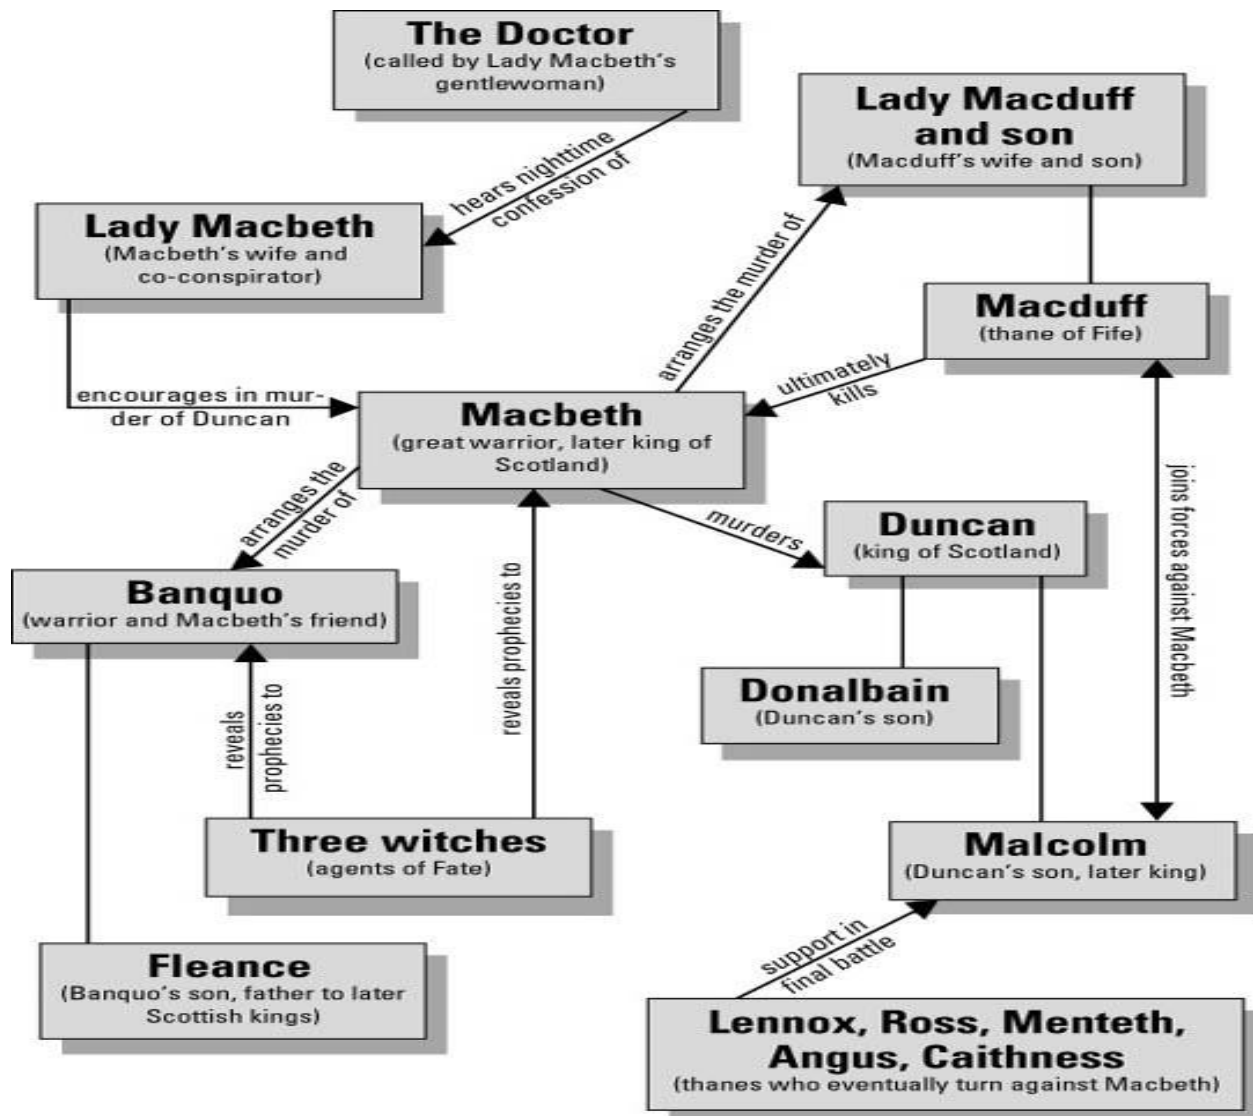 The Doctor
(called by Lady Macbeth's
gentlewoman)
Lady Macduff
and son
(Macduff's wife and son)
hears nighttime
confession of
Lady Macbeth
(Macbeth's wife and
co-conspirator)
arranges the murder of
Macduff
(thane of Fife)
ultimately
kills
encourages in mur-
der of Duncan
Macbeth
(great warrior, later king of
Scotland)
arranges the
murder of
murders
Duncan
(king of Scotland)
joins forces against Macbeth
Banquo
(warrior and Macbeth's friend)
reveals prophecies to
Donalbain
(Duncan's son)
reveals
prophecies to
Three witches
(agents of Fate)
Malcolm
(Duncan's son, later king)
support in
final battle
Fleance
(Banquo's son, father to later
Scottish kings)
Lennox, Ross, Menteth,
Angus, Caithness
(thanes who eventually turn against Macbeth)